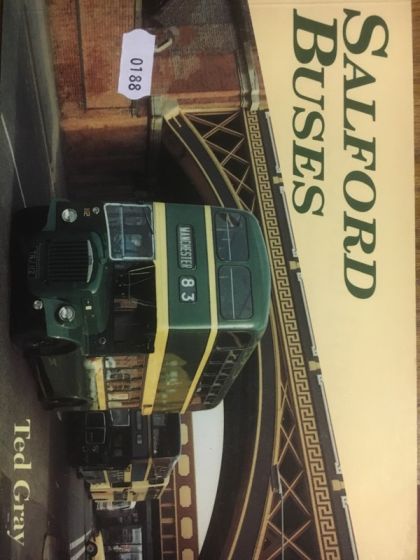 SALFORD
BUSES
0188
MANCHESTER
83
Ted Gray